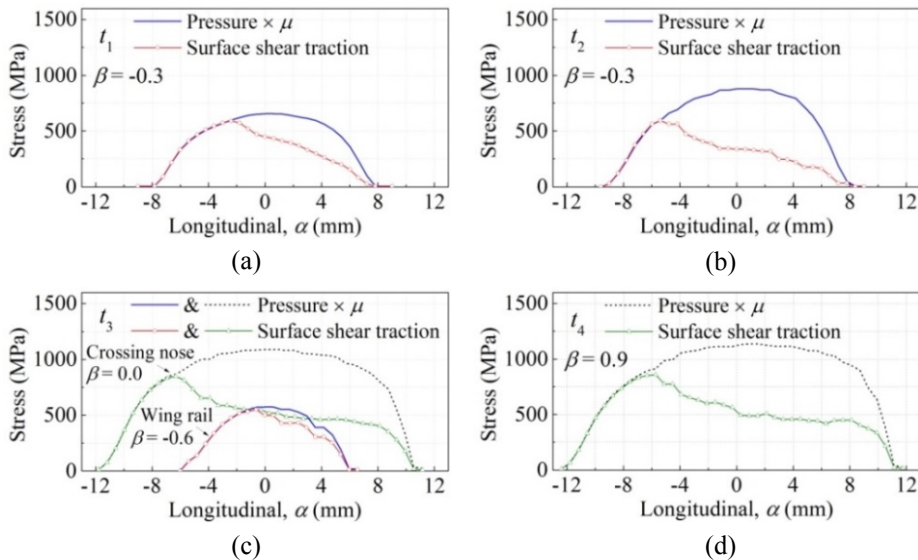 1500
1000
500
0
Stress (MPa)
t1
β = -0.3
Pressure × μ
Surface shear traction
-12 -8 -4 0 4 8 12
Longitudinal, α (mm)
(a)
1500
1000
500
0
Stress (MPa)
t2
β = -0.3
Pressure × μ
Surface shear traction
-12 -8 -4 0 4 8 12
Longitudinal, α (mm)
(b)
1500
1000
500
0
Stress (MPa)
t3
& Pressure × μ
& Surface shear traction
Crossing nose
β = 0.0
Wing rail
β = -0.6
-12 -8 -4 0 4 8 12
Longitudinal, α (mm)
(c)
1500
1000
500
0
Stress (MPa)
t4
β = 0.9
Pressure × μ
Surface shear traction
-12 -8 -4 0 4 8 12
Longitudinal, α (mm)
(d)